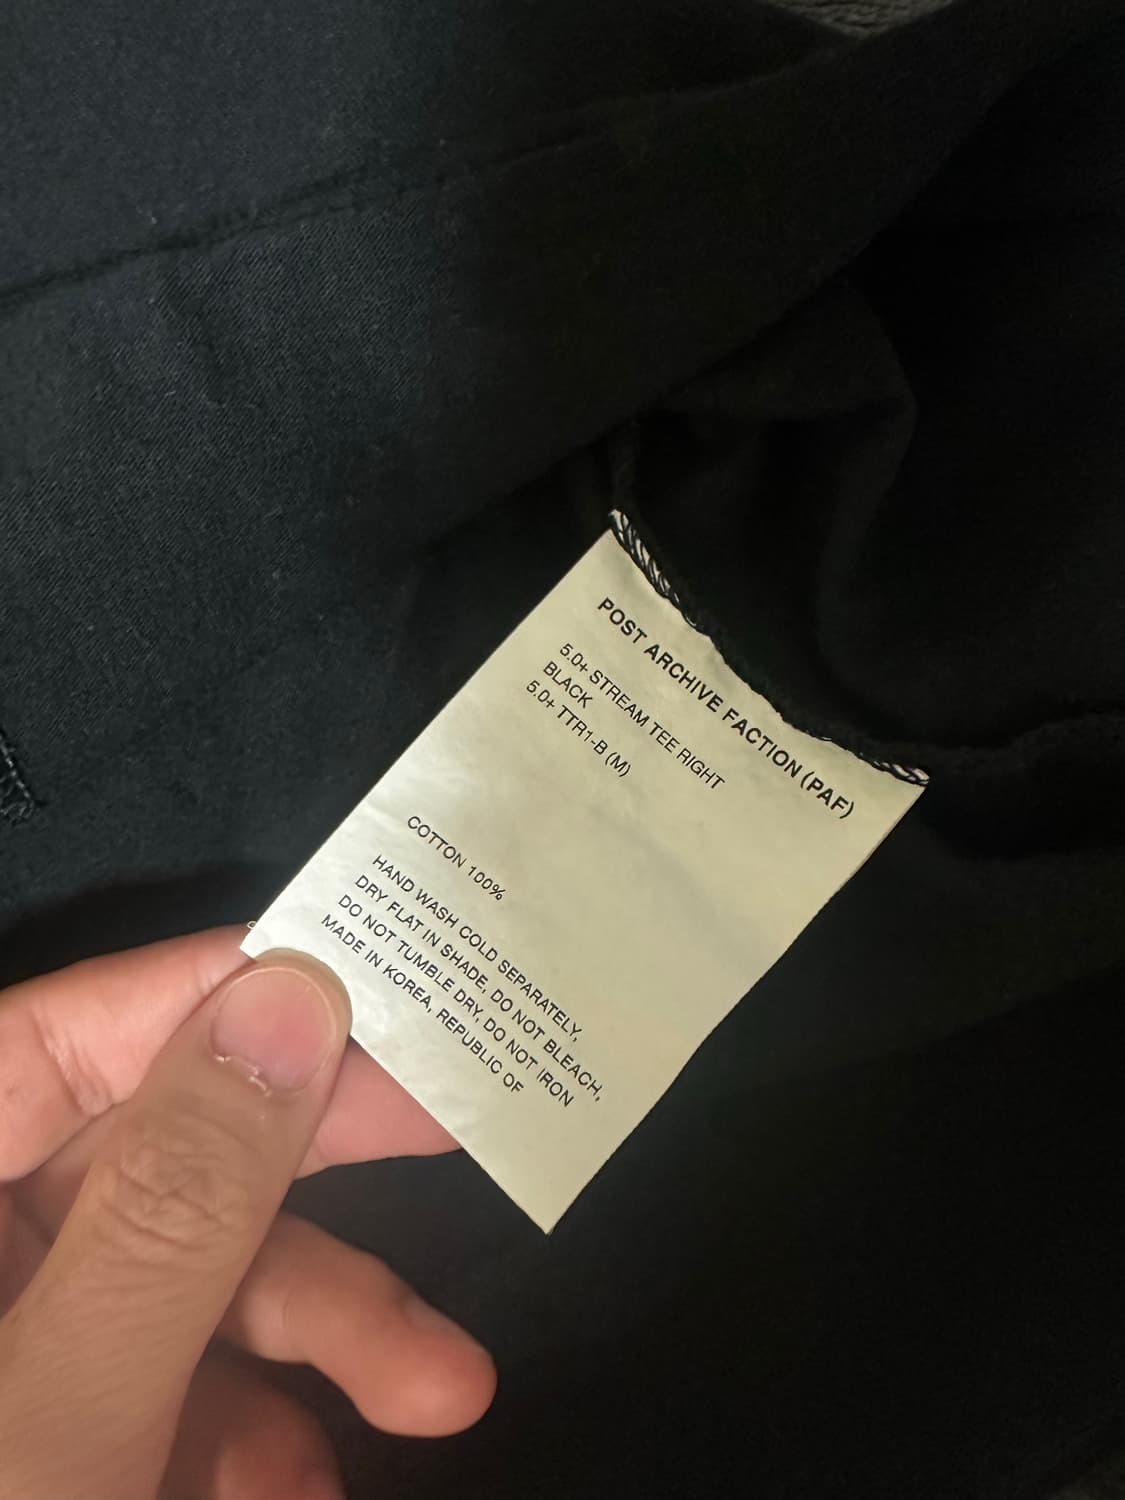 POST ARCHIVE FACTION (PAF)
5.0+ STREAM TEE RIGHT
BLACK
5.0+ TTR1-B (M)
COTTON 100%
HAND WASH COLD SEPARATELY,
DRY FLAT IN SHADE, DO NOT BLEACH,
DO NOT TUMBLE DRY, DO NOT IRON
MADE IN KOREA, REPUBLIC OF